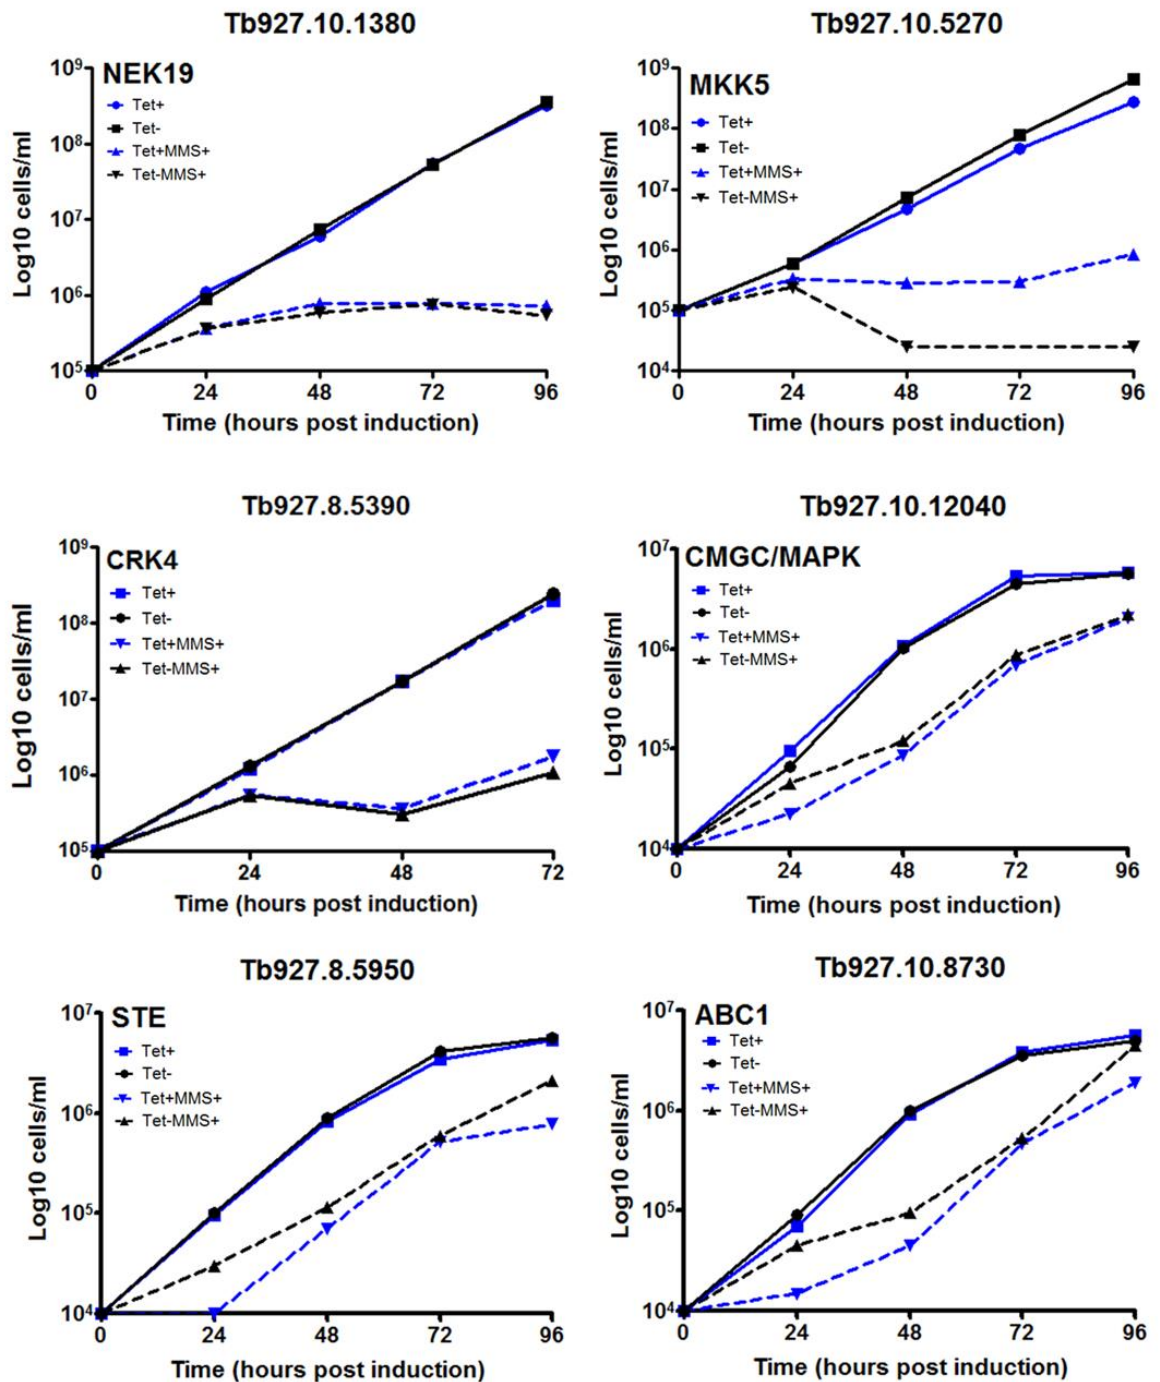 Tb927.10.1380
NEK19
Tet+
Tet-
Tet+MMS+
Tet-MMS+
Log10 cells/ml
10⁹
10⁸
10⁷
10⁶
10⁵
0 24 48 72 96
Time (hours post induction)
Tb927.10.5270
MKK5
Tet+
Tet-
Tet+MMS+
Tet-MMS+
Log10 cells/ml
10⁹
10⁸
10⁷
10⁶
10⁵
10⁴
0 24 48 72 96
Time (hours post induction)
Tb927.8.5390
CRK4
Tet+
Tet-
Tet+MMS+
Tet-MMS+
Log10 cells/ml
10⁹
10⁸
10⁷
10⁶
10⁵
0 24 48 72
Time (hours post induction)
Tb927.10.12040
CMGC/MAPK
Tet+
Tet-
Tet+MMS+
Tet-MMS+
Log10 cells/ml
10⁷
10⁶
10⁵
10⁴
0 24 48 72 96
Time (hours post induction)
Tb927.8.5950
STE
Tet+
Tet-
Tet+MMS+
Tet-MMS+
Log10 cells/ml
10⁷
10⁶
10⁵
10⁴
0 24 48 72 96
Time (hours post induction)
Tb927.10.8730
ABC1
Tet+
Tet-
Tet+MMS+
Tet-MMS+
Log10 cells/ml
10⁷
10⁶
10⁵
10⁴
0 24 48 72 96
Time (hours post induction)